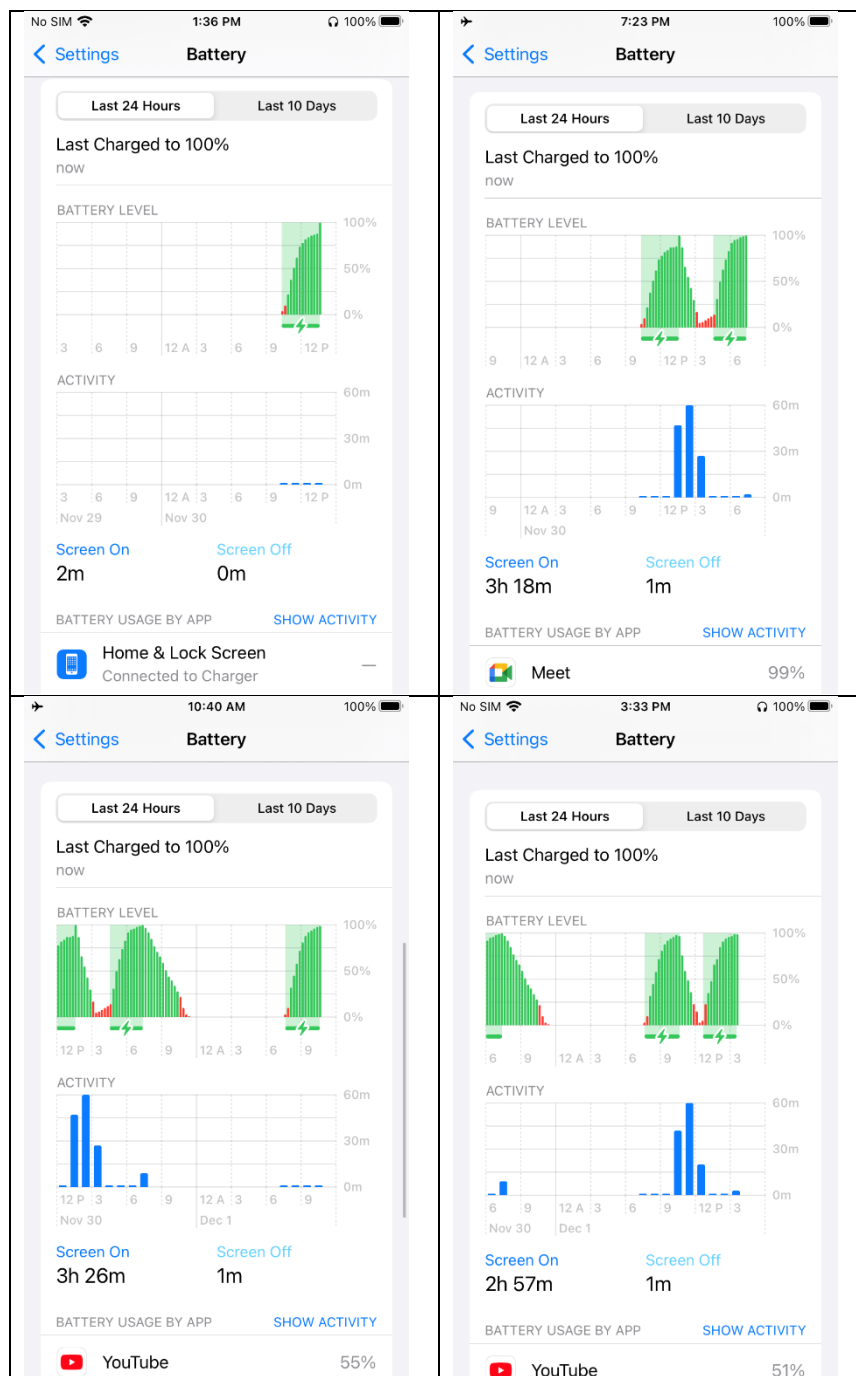 No SIM 1:36 PM 100%
Settings Battery
Last 24 Hours Last 10 Days
Last Charged to 100%
now
BATTERY LEVEL
100%
50%
0%
3 6 9 12 A 3 6 9 12 P
ACTIVITY
60m
30m
0m
3 6 9 12 A 3 6 9 12 P
Nov 29 Nov 30
Screen On Screen Off
2m 0m
BATTERY USAGE BY APP SHOW ACTIVITY
Home & Lock Screen —
Connected to Charger
7:23 PM 100%
Settings Battery
Last 24 Hours Last 10 Days
Last Charged to 100%
now
BATTERY LEVEL
100%
50%
0%
9 12 A 3 6 9 12 P 3 6
ACTIVITY
60m
30m
0m
9 12 A 3 6 9 12 P 3 6
Nov 30
Screen On Screen Off
3h 18m 1m
BATTERY USAGE BY APP SHOW ACTIVITY
Meet 99%
10:40 AM 100%
Settings Battery
Last 24 Hours Last 10 Days
Last Charged to 100%
now
BATTERY LEVEL
100%
50%
0%
12 P 3 6 9 12 A 3 6 9
ACTIVITY
60m
30m
0m
12 P 3 6 9 12 A 3 6 9
Nov 30 Dec 1
Screen On Screen Off
3h 26m 1m
BATTERY USAGE BY APP SHOW ACTIVITY
YouTube 55%
No SIM 3:33 PM 100%
Settings Battery
Last 24 Hours Last 10 Days
Last Charged to 100%
now
BATTERY LEVEL
100%
50%
0%
6 9 12 A 3 6 9 12 P 3
ACTIVITY
60m
30m
0m
6 9 12 A 3 6 9 12 P 3
Nov 30 Dec 1
Screen On Screen Off
2h 57m 1m
BATTERY USAGE BY APP SHOW ACTIVITY
YouTube 51%